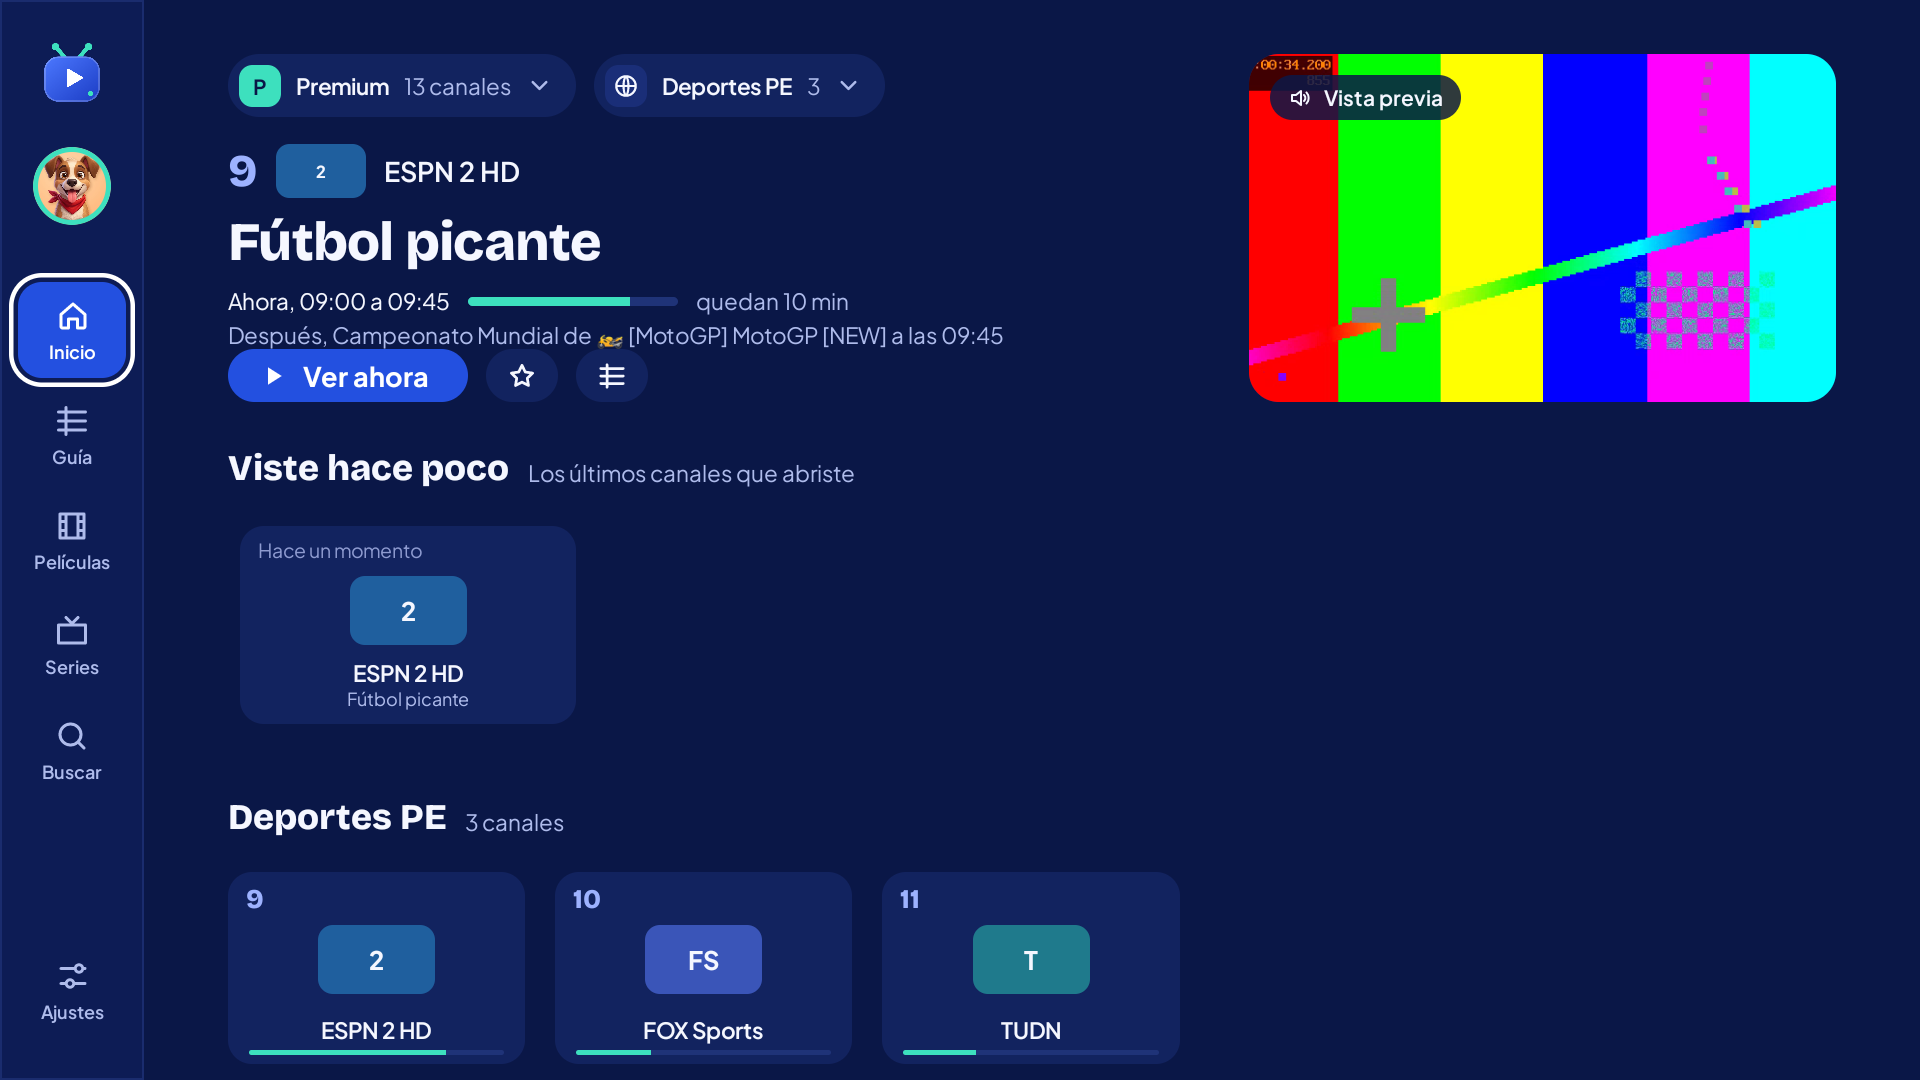 Premium 13 canales
Deportes PE 3
9 2 ESPN 2 HD
Fútbol picante
Ahora, 09:00 a 09:45 quedan 10 min
Después, Campeonato Mundial de 🏍 [MotoGP] MotoGP [NEW] a las 09:45
Ver ahora
:00:34.200
855
Vista previa
Inicio
Guía
Películas
Series
Buscar
Ajustes
Viste hace poco Los últimos canales que abriste
Hace un momento
2
ESPN 2 HD
Fútbol picante
Deportes PE 3 canales
9
2
ESPN 2 HD
10
FS
FOX Sports
11
T
TUDN
P